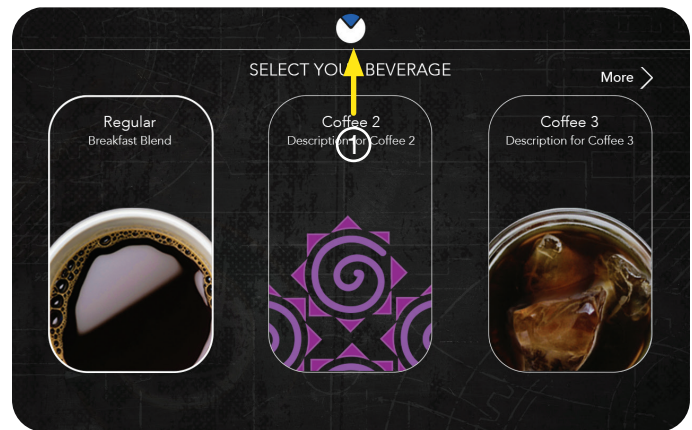 SELECT YOUR BEVERAGE
More
Regular
Breakfast Blend
Coffee 2
Description for Coffee 2
Coffee 3
Description for Coffee 3
1